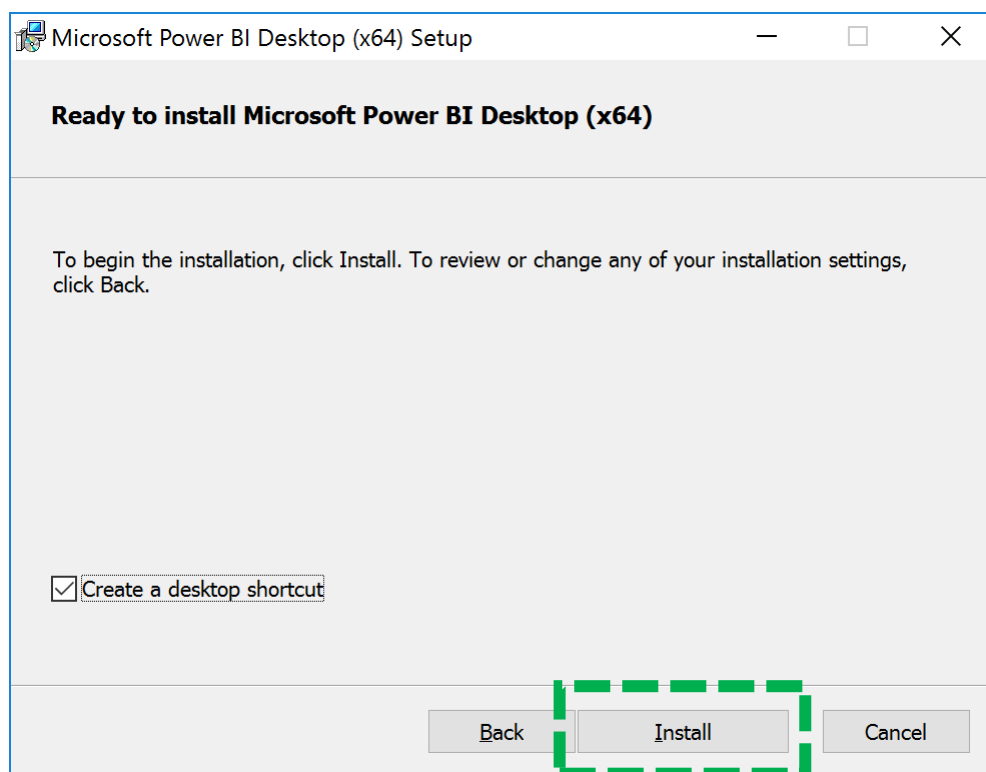 Microsoft Power BI Desktop (x64) Setup
Ready to install Microsoft Power BI Desktop (x64)
To begin the installation, click Install. To review or change any of your installation settings,
click Back.
Create a desktop shortcut
Back Install Cancel